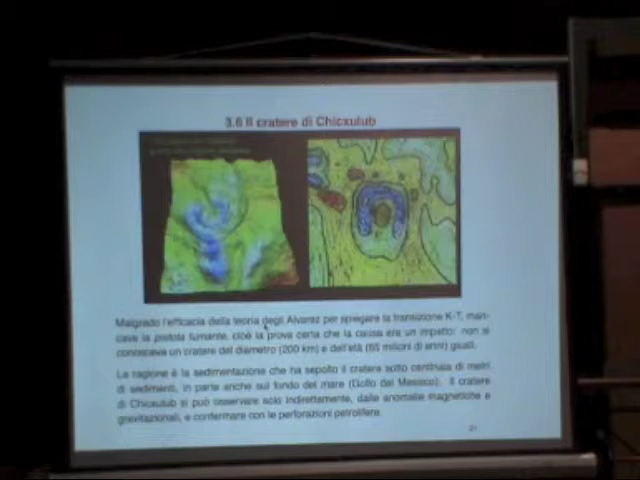 3.6 Il cratere di Chicxulub
Malgrado l'efficacia della teoria degli Alvarez per spiegare la transizione K-T, man-
cava la pistola fumante, cioè la prova certa che la causa era un impatto: non si
conosceva un cratere del diametro (200 km) e dell'età (65 milioni di anni) giusti.
La ragione è la sedimentazione che ha sepolto il cratere sotto centinaia di metri
di sedimenti, in parte anche sul fondo del mare (Golfo del Messico). Il cratere
di Chicxulub si può osservare solo indirettamente, dalle anomalie magnetiche e
gravitazionali, e confermare con le perforazioni petrolifere.